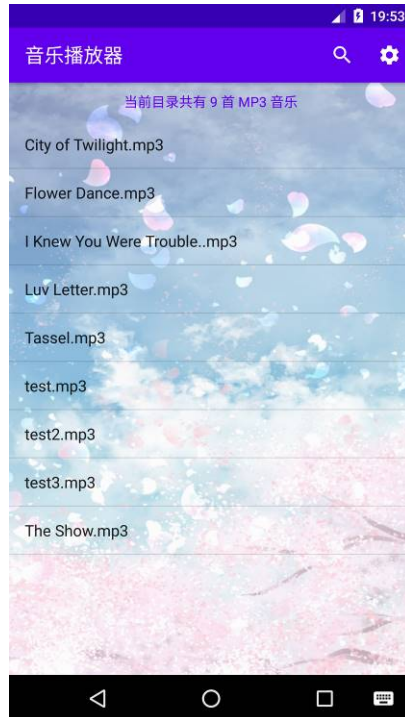 19:53
音乐播放器
当前目录共有 9 首 MP3 音乐
City of Twilight.mp3
Flower Dance.mp3
I Knew You Were Trouble..mp3
Luv Letter.mp3
Tassel.mp3
test.mp3
test2.mp3
test3.mp3
The Show.mp3